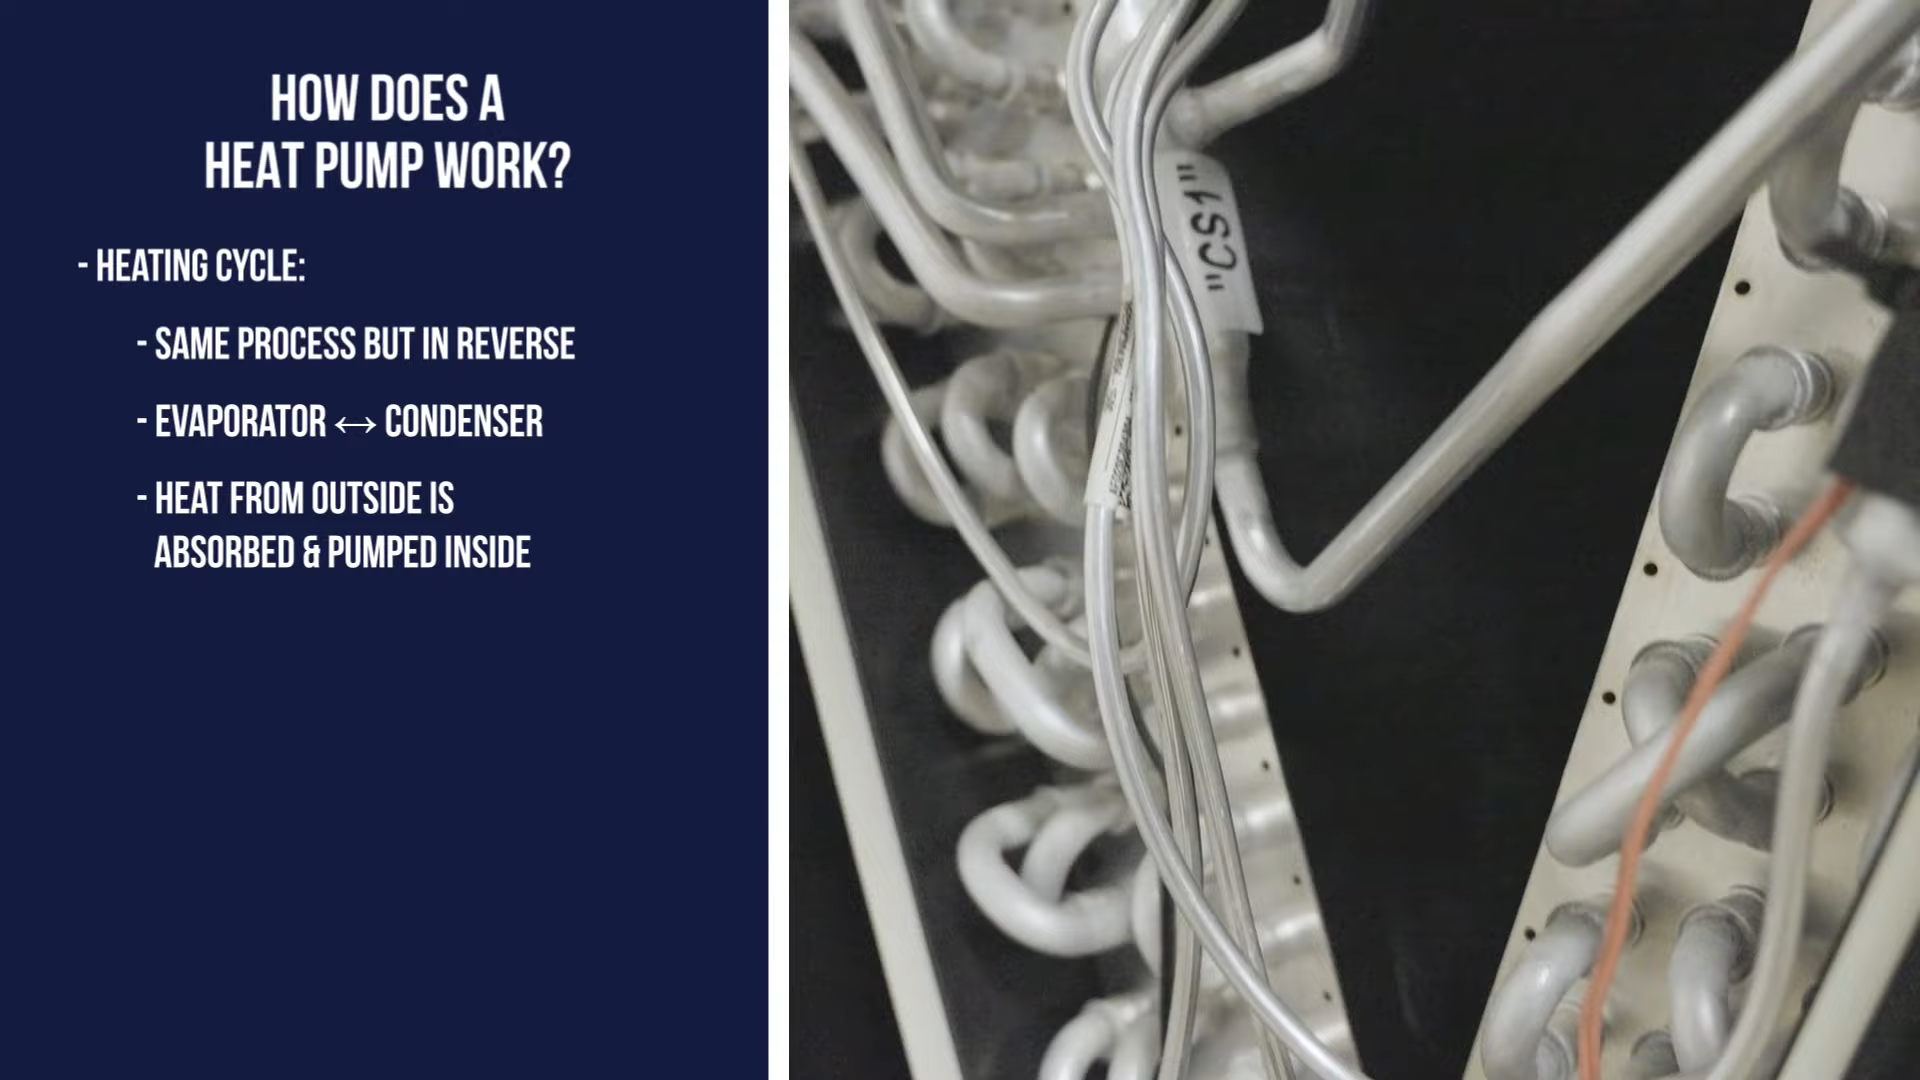 HOW DOES A
HEAT PUMP WORK?
- HEATING CYCLE:
- SAME PROCESS BUT IN REVERSE
- EVAPORATOR ↔ CONDENSER
- HEAT FROM OUTSIDE IS
ABSORBED & PUMPED INSIDE
"CS1"